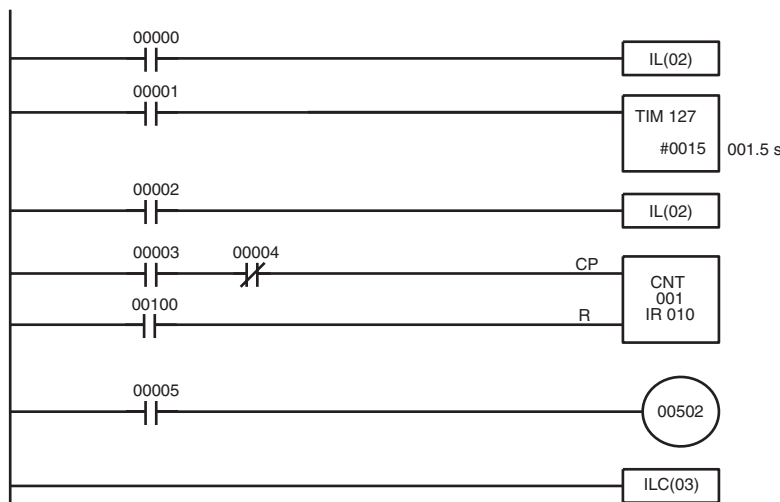 00000
IL(02)
00001
TIM 127
#0015 001.5 s
00002
IL(02)
00003 00004
CP
CNT
001
IR 010
00100
R
00005
00502
ILC(03)